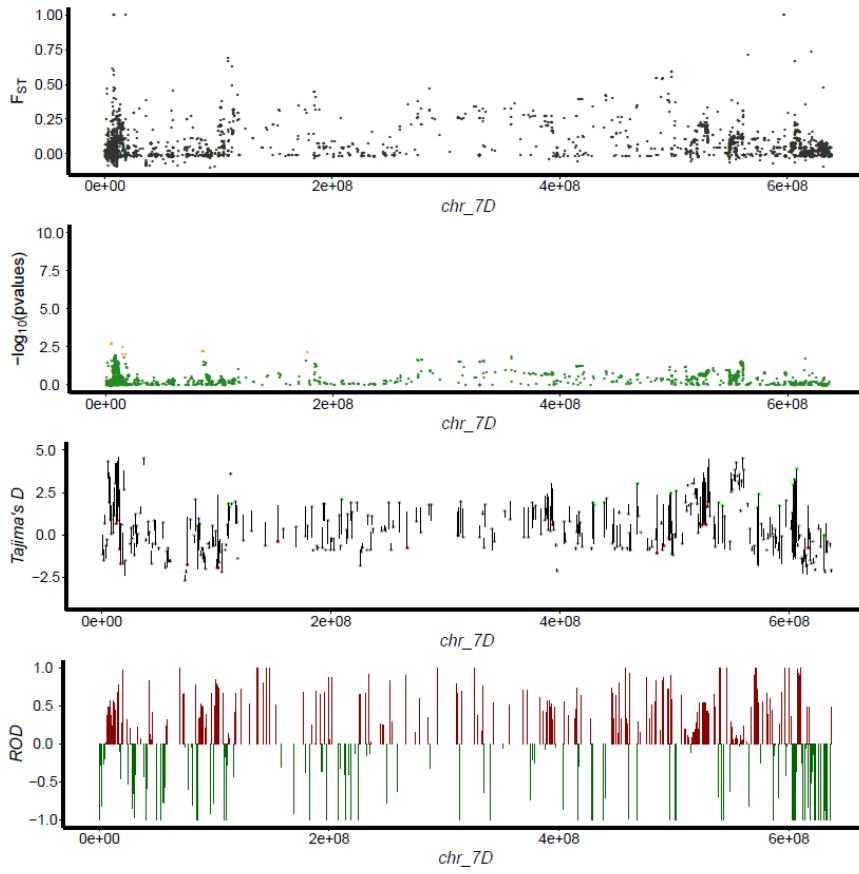 1.00
0.75
0.50
0.25
0.00
FST
0e+00 2e+08 4e+08 6e+08
chr_7D
10.0
7.5
5.0
2.5
0.0
−log10(pvalues)
0e+00 2e+08 4e+08 6e+08
chr_7D
5.0
2.5
0.0
−2.5
Tajima's D
0e+00 2e+08 4e+08 6e+08
chr_7D
1.0
0.5
0.0
−0.5
−1.0
ROD
0e+00 2e+08 4e+08 6e+08
chr_7D